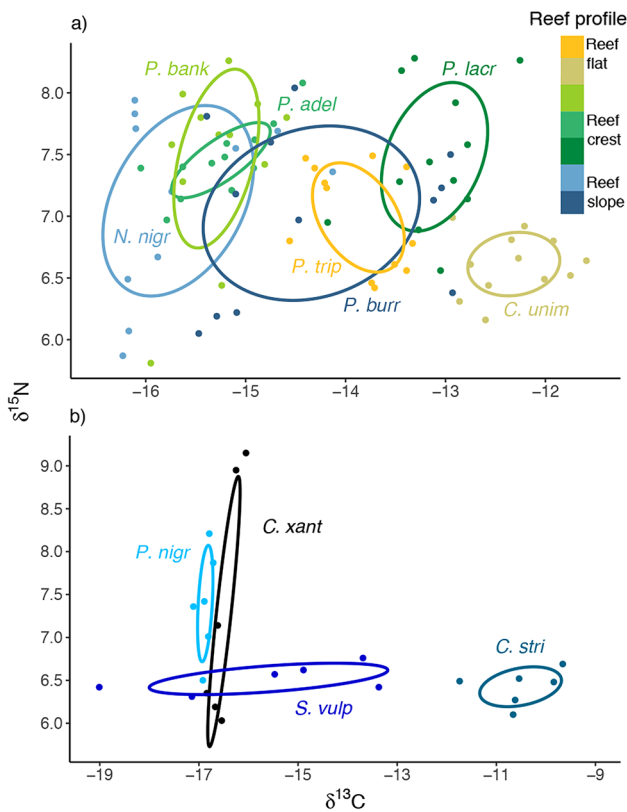 Reef profile
a)
Reef
flat
Reef
crest
Reef
slope
P. bank
P. adel
P. lacr
N. nigr
P. trip
P. burr
C. unim
8.0
7.5
7.0
6.5
6.0
−16
−15
−14
−13
−12
δ15N
b)
9.0
8.5
8.0
7.5
7.0
6.5
6.0
C. xant
P. nigr
C. stri
S. vulp
−19
−17
−15
−13
−11
−9
δ13C